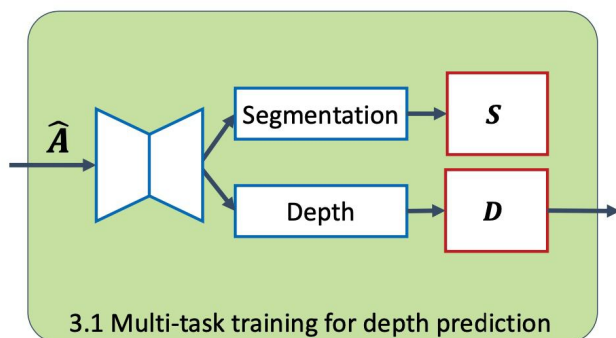 Â
Segmentation
S
Depth
D
3.1 Multi-task training for depth prediction